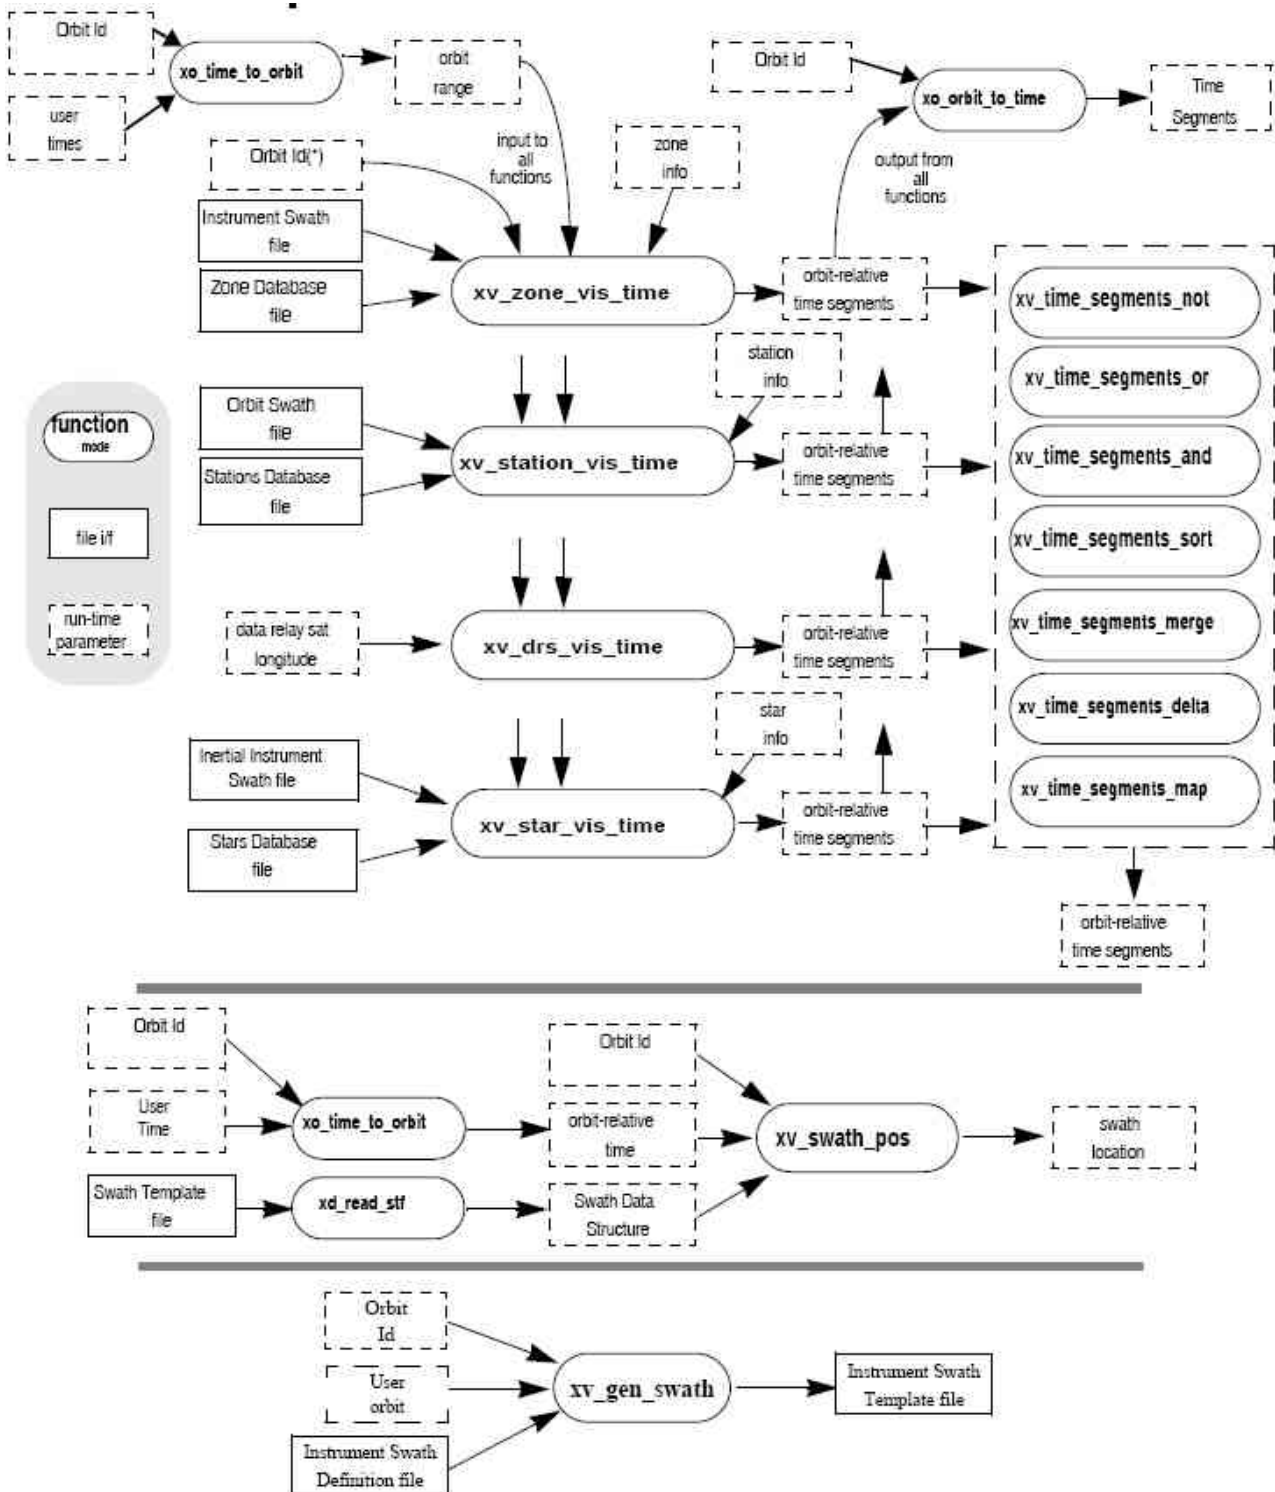 Orbit Id
xo_time_to_orbit
orbit
range
user
times
Orbit Id
xo_orbit_to_time
Time
Segments
input to
all
functions
zone
info
output from
all
functions
Orbit Id(*)
Instrument Swath
file
Zone Database
file
xv_zone_vis_time
orbit-relative
time segments
station
info
function
mode
file i/f
run-time
parameter
Orbit Swath
file
Stations Database
file
xv_station_vis_time
orbit-relative
time segments
data relay sat
longitude
xv_drs_vis_time
orbit-relative
time segments
star
info
Inertial Instrument
Swath file
Stars Database
file
xv_star_vis_time
orbit-relative
time segments
xv_time_segments_not
xv_time_segments_or
xv_time_segments_and
xv_time_segments_sort
xv_time_segments_merge
xv_time_segments_delta
xv_time_segments_map
orbit-relative
time segments
Orbit Id
User
Time
xo_time_to_orbit
Swath Template
file
xd_read_stf
Orbit Id
orbit-relative
time
Swath Data
Structure
xv_swath_pos
swath
location
Orbit
Id
User
orbit
Instrument Swath
Definition file
xv_gen_swath
Instrument Swath
Template file